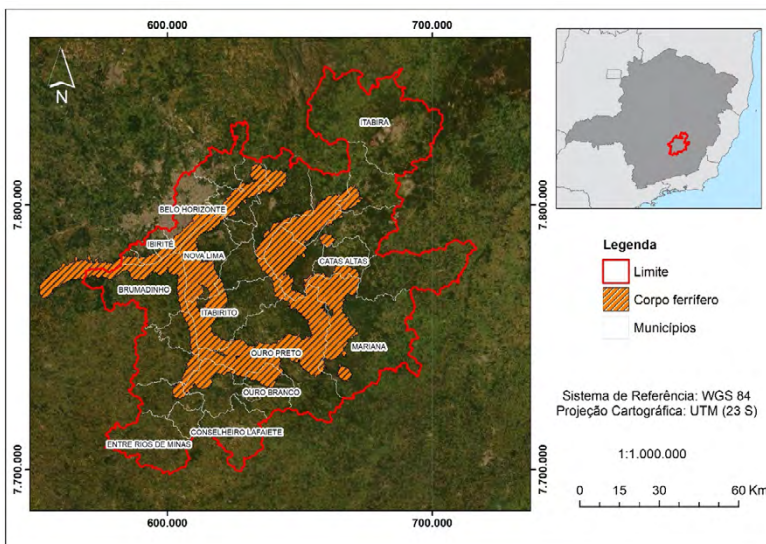 600.000
700.000
N
ITABIRA
7.800.000
7.800.000
BELO HORIZONTE
IBIRITÉ
NOVA LIMA
CATAS ALTAS
BRUMADINHO
ITABIRITO
OURO PRETO
MARIANA
OURO BRANCO
CONSELHEIRO LAFAIETE
ENTRE RIOS DE MINAS
7.700.000
7.700.000
600.000
700.000
Legenda
Limite
Corpo ferrífero
Municípios
Sistema de Referência: WGS 84
Projeção Cartográfica: UTM (23 S)
1:1.000.000
0 15 30 60 Km